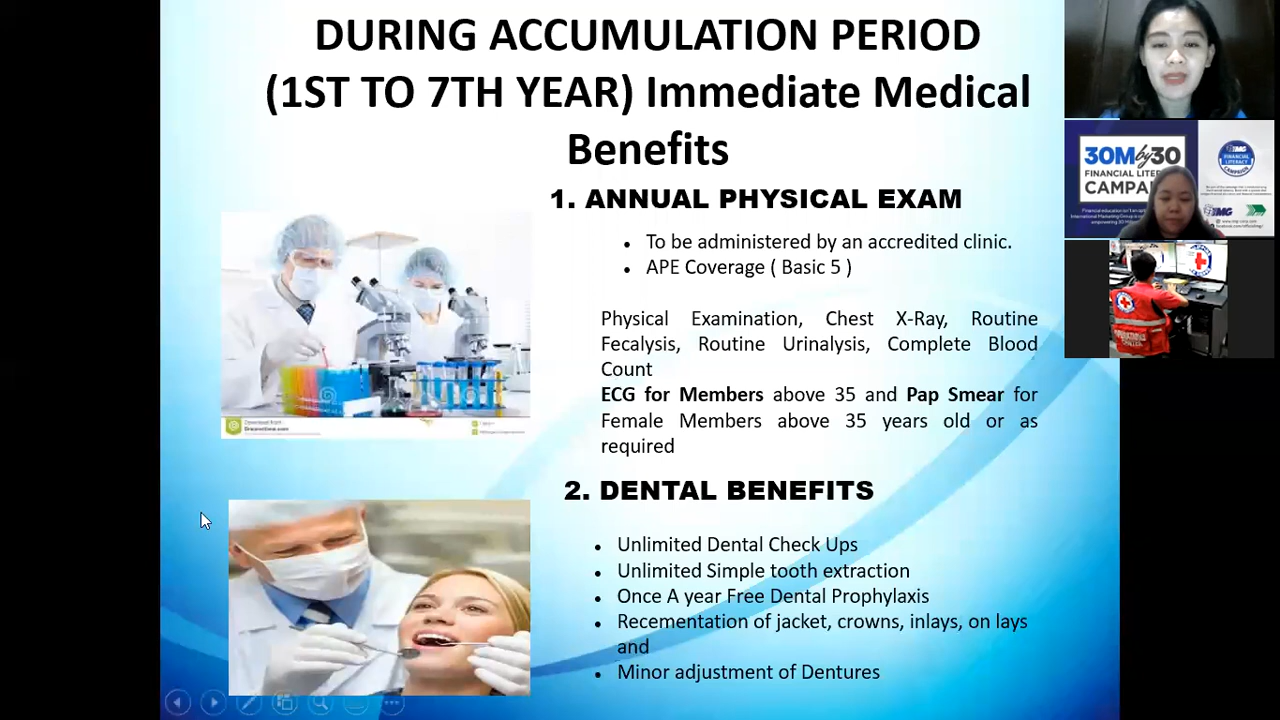 DURING ACCUMULATION PERIOD
(1ST TO 7TH YEAR) Immediate Medical
Benefits
1. ANNUAL PHYSICAL EXAM
• To be administered by an accredited clinic.
• APE Coverage ( Basic 5 )
Physical Examination, Chest X-Ray, Routine
Fecalysis, Routine Urinalysis, Complete Blood
Count
ECG for Members above 35 and Pap Smear for
Female Members above 35 years old or as
required
2. DENTAL BENEFITS
• Unlimited Dental Check Ups
• Unlimited Simple tooth extraction
• Once A year Free Dental Prophylaxis
• Recementation of jacket, crowns, inlays, on lays
and
• Minor adjustment of Dentures
30M by 30
FINANCIAL
CAMPA
IMG
FINANCIAL
LITERACY
CAMPAIGN
IMG